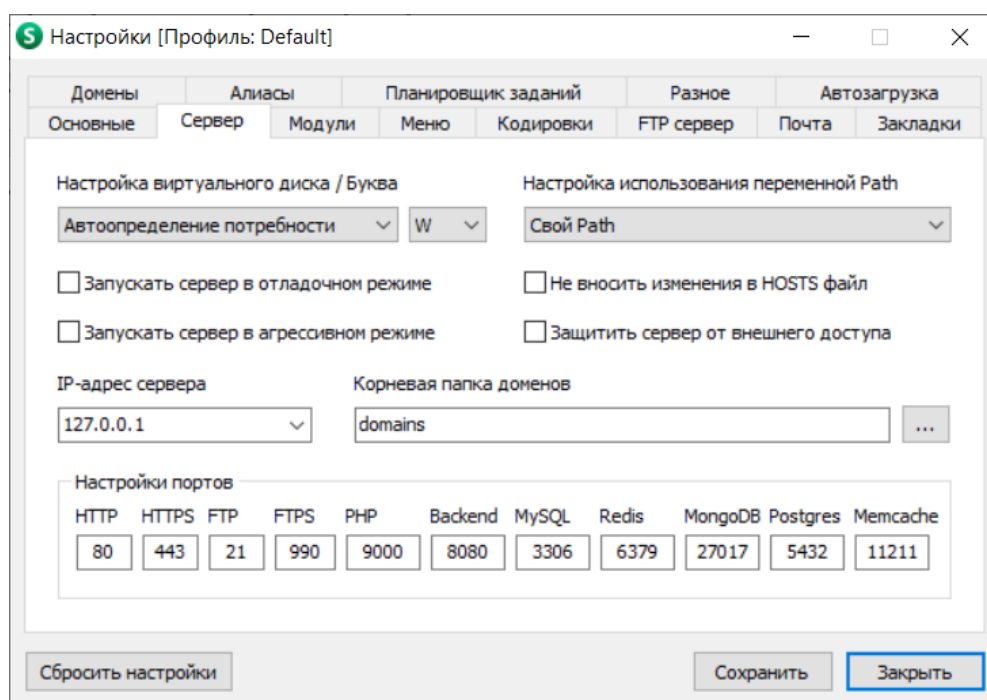 S Настройки [Профиль: Default]
Домены Алиасы Планировщик заданий Разное Автозагрузка
Основные Сервер Модули Меню Кодировки FTP сервер Почта Закладки
Настройка виртуального диска / Буква Настройка использования переменной Path
Автоопределение потребности W Свой Path
Запускать сервер в отладочном режиме Не вносить изменения в HOSTS файл
Запускать сервер в агрессивном режиме Защитить сервер от внешнего доступа
IP-адрес сервера Корневая папка доменов
127.0.0.1 domains ...
Настройки портов
HTTP HTTPS FTP FTPS PHP Backend MySQL Redis MongoDB Postgres Memcache
80 443 21 990 9000 8080 3306 6379 27017 5432 11211
Сбросить настройки Сохранить Закрыть